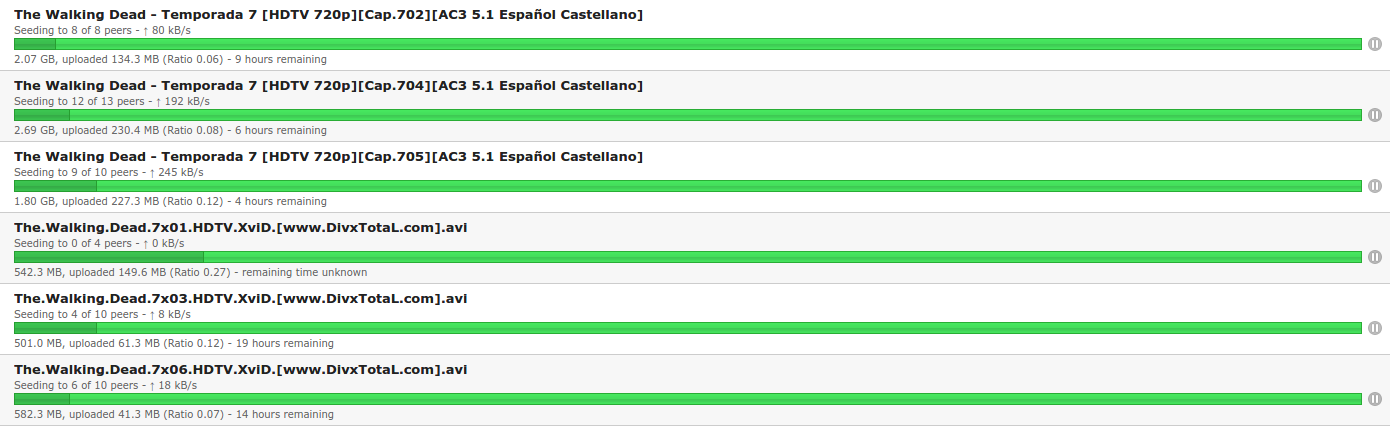 The Walking Dead - Temporada 7 [HDTV 720p][Cap.702][AC3 5.1 Español Castellano]
Seeding to 8 of 8 peers - ↑ 80 kB/s
2.07 GB, uploaded 134.3 MB (Ratio 0.06) - 9 hours remaining
The Walking Dead - Temporada 7 [HDTV 720p][Cap.704][AC3 5.1 Español Castellano]
Seeding to 12 of 13 peers - ↑ 192 kB/s
2.69 GB, uploaded 230.4 MB (Ratio 0.08) - 6 hours remaining
The Walking Dead - Temporada 7 [HDTV 720p][Cap.705][AC3 5.1 Español Castellano]
Seeding to 9 of 10 peers - ↑ 245 kB/s
1.80 GB, uploaded 227.3 MB (Ratio 0.12) - 4 hours remaining
The.Walking.Dead.7x01.HDTV.XviD.[www.DivxTotaL.com].avi
Seeding to 0 of 4 peers - ↑ 0 kB/s
542.3 MB, uploaded 149.6 MB (Ratio 0.27) - remaining time unknown
The.Walking.Dead.7x03.HDTV.XviD.[www.DivxTotaL.com].avi
Seeding to 4 of 10 peers - ↑ 8 kB/s
501.0 MB, uploaded 61.3 MB (Ratio 0.12) - 19 hours remaining
The.Walking.Dead.7x06.HDTV.XviD.[www.DivxTotaL.com].avi
Seeding to 6 of 10 peers - ↑ 18 kB/s
582.3 MB, uploaded 41.3 MB (Ratio 0.07) - 14 hours remaining